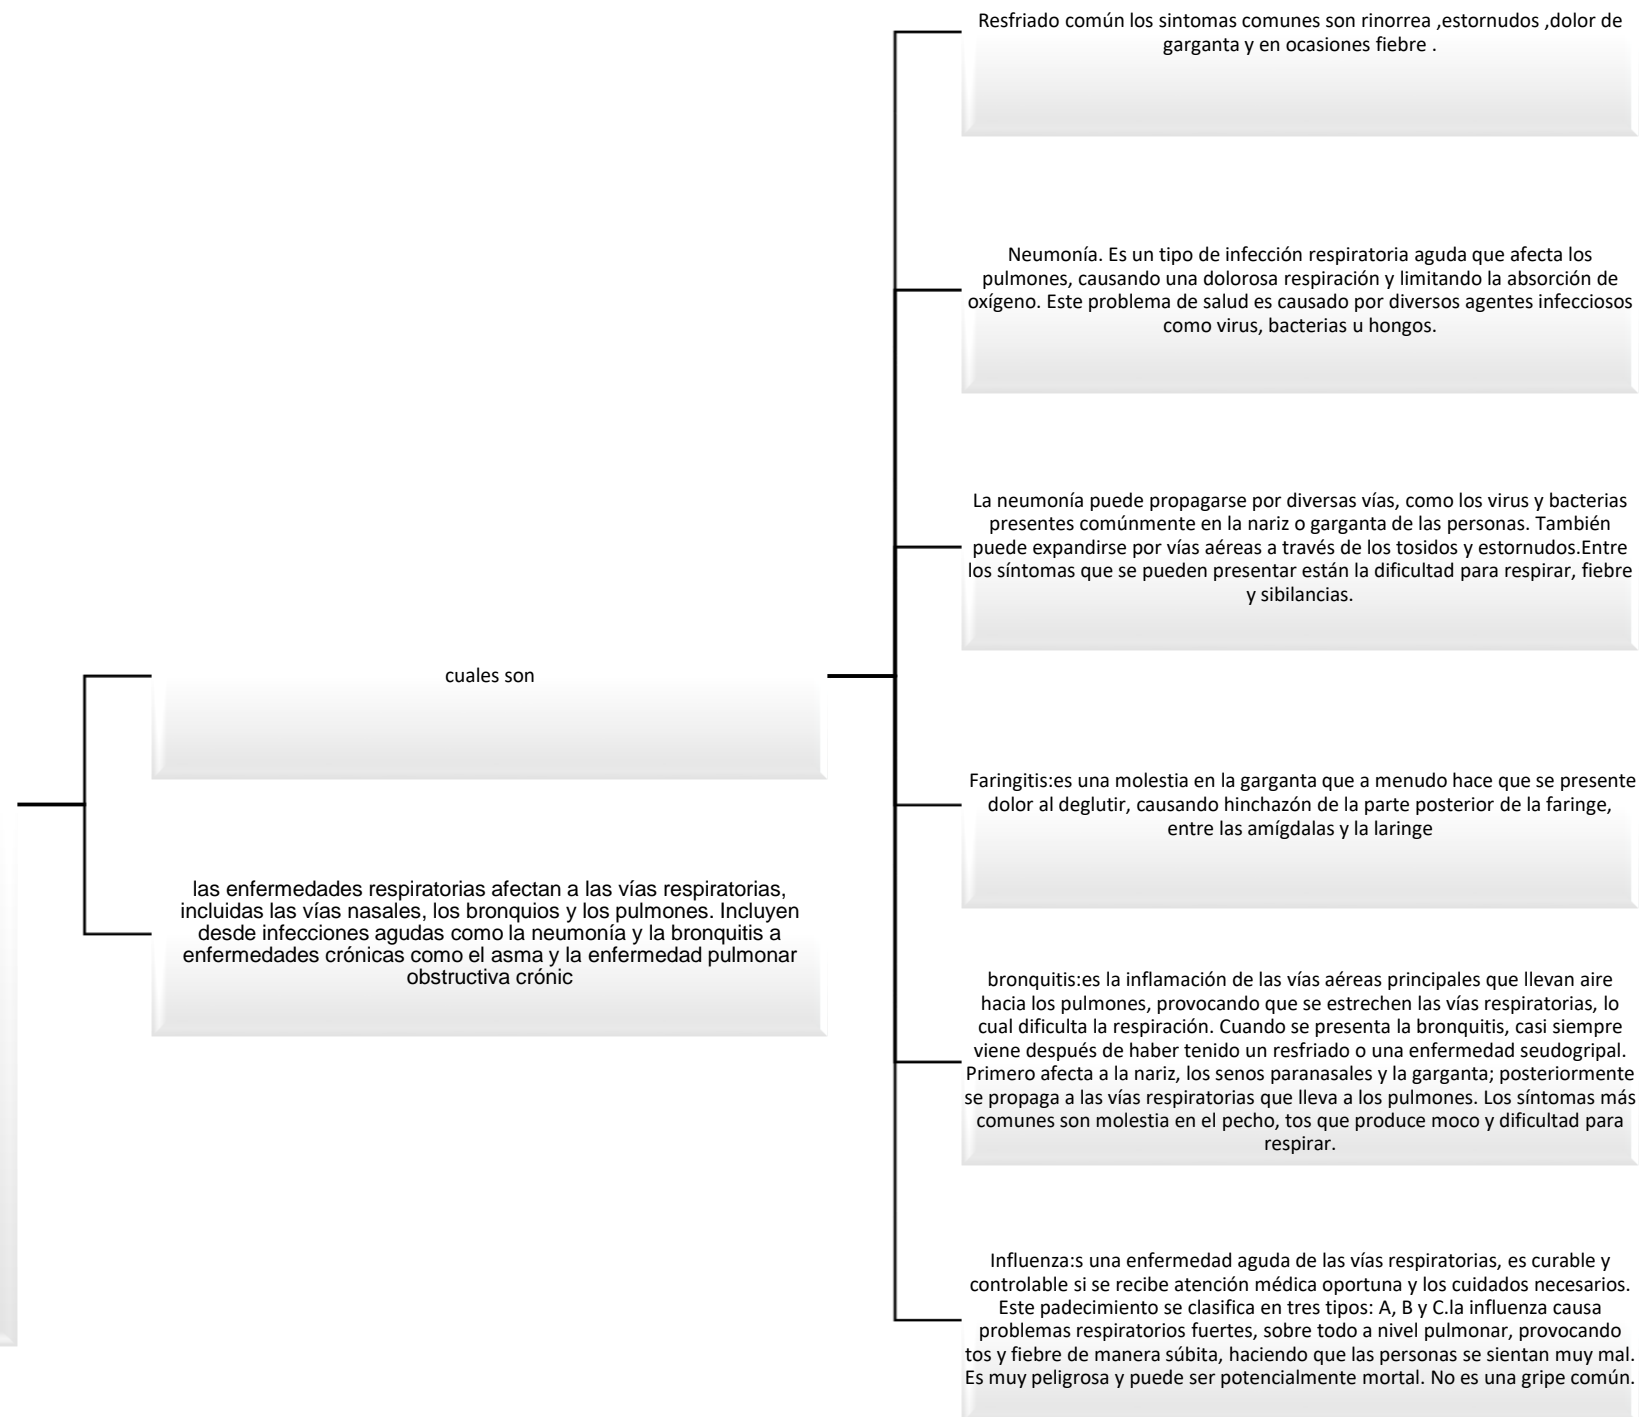 cuales son
las enfermedades respiratorias afectan a las vías respiratorias,
incluidas las vías nasales, los bronquios y los pulmones. Incluyen
desde infecciones agudas como la neumonía y la bronquitis a
enfermedades crónicas como el asma y la enfermedad pulmonar
obstructiva crónic
Resfriado común los sintomas comunes son rinorrea ,estornudos ,dolor de
garganta y en ocasiones fiebre .
Neumonía. Es un tipo de infección respiratoria aguda que afecta los
pulmones, causando una dolorosa respiración y limitando la absorción de
oxígeno. Este problema de salud es causado por diversos agentes infecciosos
como virus, bacterias u hongos.
La neumonía puede propagarse por diversas vías, como los virus y bacterias
presentes comúnmente en la nariz o garganta de las personas. También
puede expandirse por vías aéreas a través de los tosidos y estornudos.Entre
los síntomas que se pueden presentar están la dificultad para respirar, fiebre
y sibilancias.
Faringitis:es una molestia en la garganta que a menudo hace que se presente
dolor al deglutir, causando hinchazón de la parte posterior de la faringe,
entre las amígdalas y la laringe
bronquitis:es la inflamación de las vías aéreas principales que llevan aire
hacia los pulmones, provocando que se estrechen las vías respiratorias, lo
cual dificulta la respiración. Cuando se presenta la bronquitis, casi siempre
viene después de haber tenido un resfriado o una enfermedad seudogripal.
Primero afecta a la nariz, los senos paranasales y la garganta; posteriormente
se propaga a las vías respiratorias que lleva a los pulmones. Los síntomas más
comunes son molestia en el pecho, tos que produce moco y dificultad para
respirar.
Influenza:s una enfermedad aguda de las vías respiratorias, es curable y
controlable si se recibe atención médica oportuna y los cuidados necesarios.
Este padecimiento se clasifica en tres tipos: A, B y C.la influenza causa
problemas respiratorios fuertes, sobre todo a nivel pulmonar, provocando
tos y fiebre de manera súbita, haciendo que las personas se sientan muy mal.
Es muy peligrosa y puede ser potencialmente mortal. No es una gripe común.